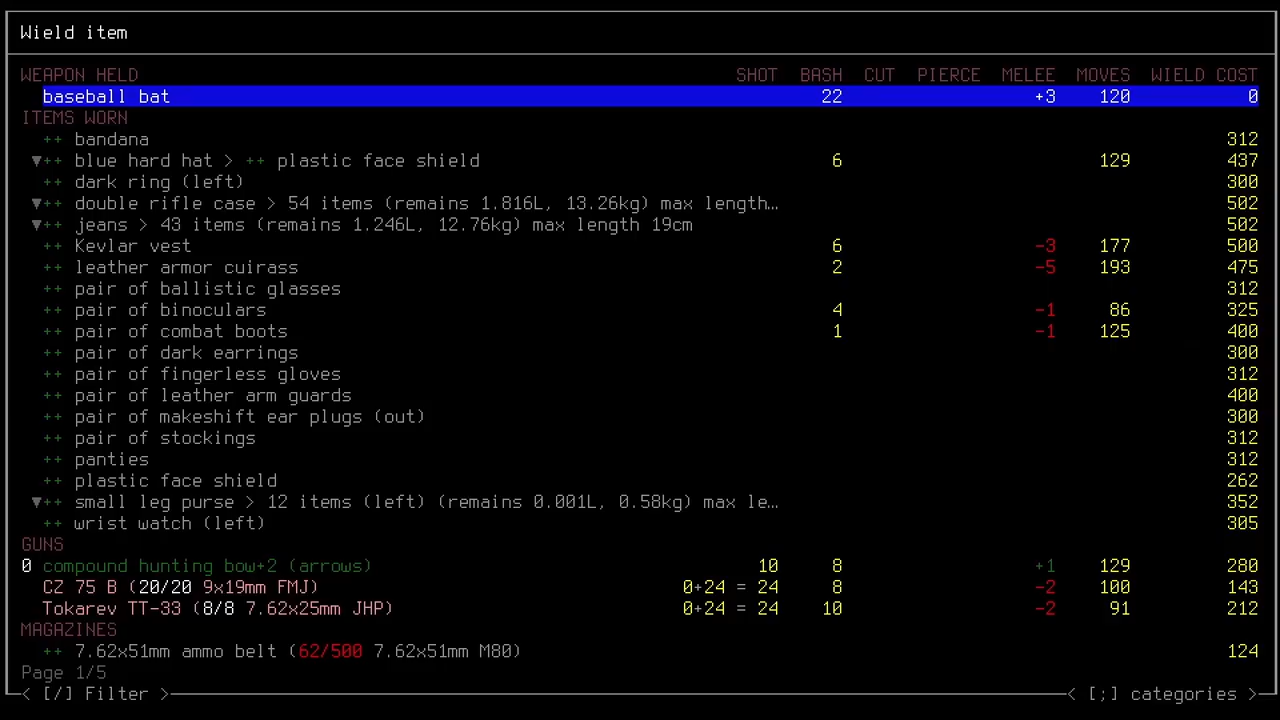 Wield item
WEAPON HELD SHOT BASH CUT PIERCE MELEE MOVES WIELD COST
baseball bat 22 +3 120 0
ITEMS WORN
++ bandana 312
▼++ blue hard hat > ++ plastic face shield 6 129 437
++ dark ring (left) 300
▼++ double rifle case > 54 items (remains 1.816L, 13.26kg) max length… 502
▼++ jeans > 43 items (remains 1.246L, 12.76kg) max length 19cm 502
++ Kevlar vest 6 -3 177 500
++ leather armor cuirass 2 -5 193 475
++ pair of ballistic glasses 312
++ pair of binoculars 4 -1 86 325
++ pair of combat boots 1 -1 125 400
++ pair of dark earrings 300
++ pair of fingerless gloves 312
++ pair of leather arm guards 400
++ pair of makeshift ear plugs (out) 300
++ pair of stockings 312
++ panties 312
++ plastic face shield 262
▼++ small leg purse > 12 items (left) (remains 0.001L, 0.58kg) max le… 352
++ wrist watch (left) 305
GUNS
0 compound hunting bow+2 (arrows) 10 8 +1 129 280
CZ 75 B (20/20 9x19mm FMJ) 0+24 = 24 8 -2 100 143
Tokarev TT-33 (8/8 7.62x25mm JHP) 0+24 = 24 10 -2 91 212
MAGAZINES
++ 7.62x51mm ammo belt (62/500 7.62x51mm M80) 124
Page 1/5
< [/] Filter > < [;] categories >